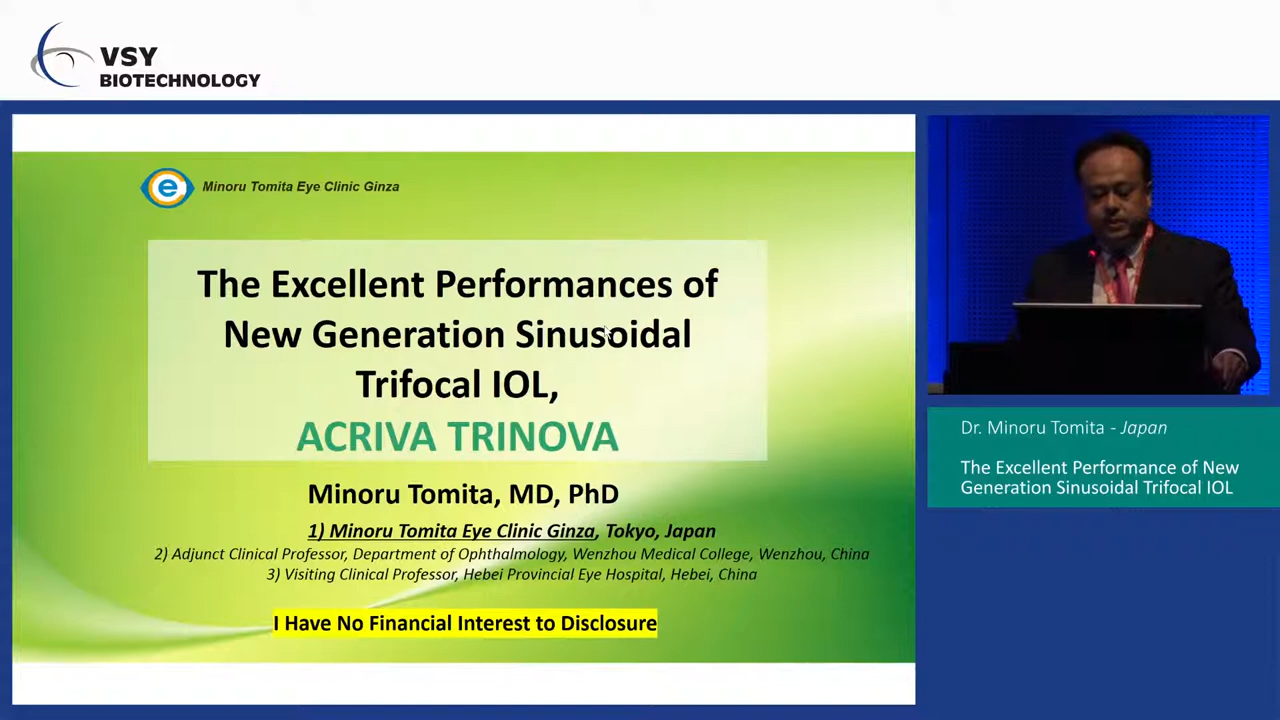 VSY
BIOTECHNOLOGY
e
Minoru Tomita Eye Clinic Ginza
The Excellent Performances of
New Generation Sinusoidal
Trifocal IOL,
ACRIVA TRINOVA
Minoru Tomita, MD, PhD
1) Minoru Tomita Eye Clinic Ginza, Tokyo, Japan
2) Adjunct Clinical Professor, Department of Ophthalmology, Wenzhou Medical College, Wenzhou, China
3) Visiting Clinical Professor, Hebei Provincial Eye Hospital, Hebei, China
I Have No Financial Interest to Disclosure
Dr. Minoru Tomita - Japan
The Excellent Performance of New
Generation Sinusoidal Trifocal IOL